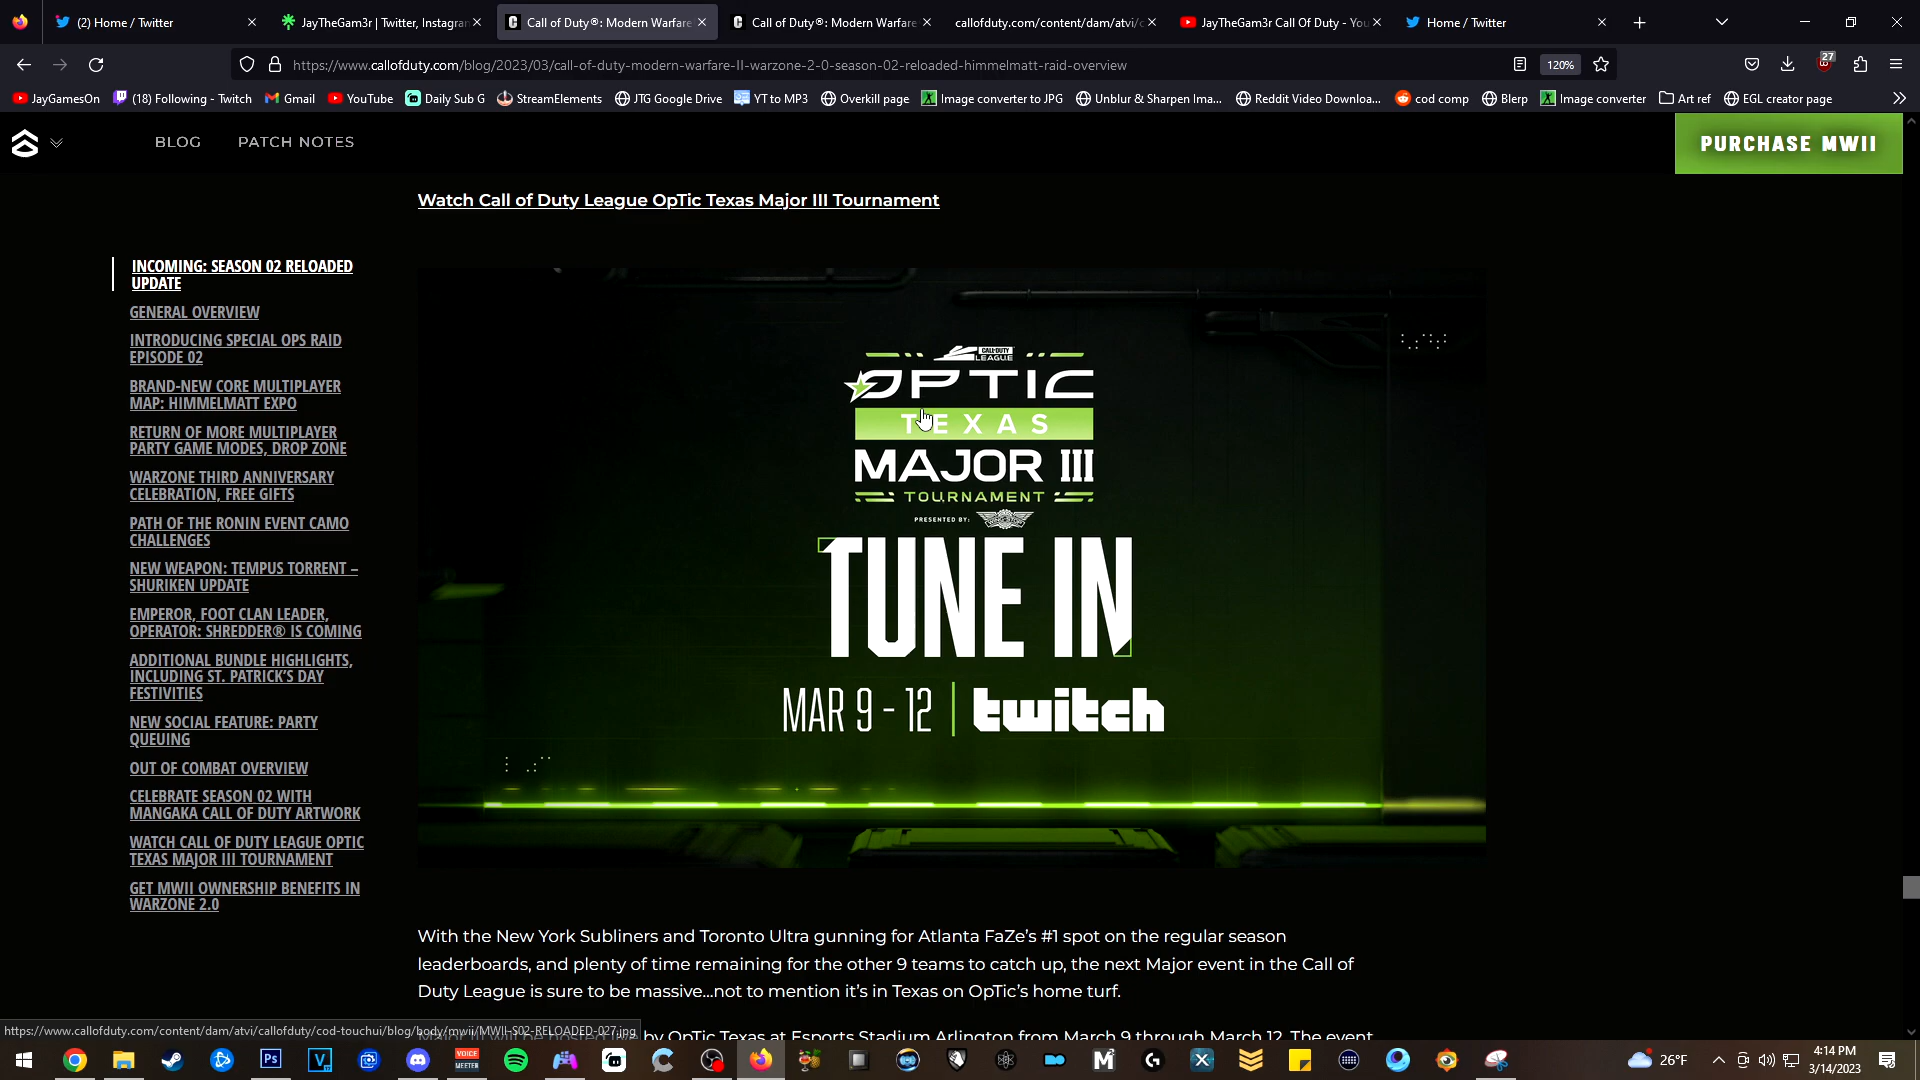 (2) Home / Twitter
JayTheGam3r | Twitter, Instagran
Call of Duty®: Modern Warfare
Call of Duty®: Modern Warfare
callofduty.com/content/dam/atvi/c
JayTheGam3r Call Of Duty - You
Home / Twitter
https://www.callofduty.com/blog/2023/03/call-of-duty-modern-warfare-II-warzone-2-0-season-02-reloaded-himmelmatt-raid-overview
120%
27
JayGamesOn
(18) Following - Twitch
Gmail
YouTube
Daily Sub G
StreamElements
JTG Google Drive
YT to MP3
Overkill page
Image converter to JPG
Unblur & Sharpen Ima...
Reddit Video Downloa...
cod comp
Blerp
Image converter
Art ref
EGL creator page
BLOG
PATCH NOTES
PURCHASE MWII
Watch Call of Duty League OpTic Texas Major III Tournament
INCOMING: SEASON 02 RELOADED
UPDATE
GENERAL OVERVIEW
INTRODUCING SPECIAL OPS RAID
EPISODE 02
BRAND-NEW CORE MULTIPLAYER
MAP: HIMMELMATT EXPO
RETURN OF MORE MULTIPLAYER
PARTY GAME MODES, DROP ZONE
WARZONE THIRD ANNIVERSARY
CELEBRATION, FREE GIFTS
PATH OF THE RONIN EVENT CAMO
CHALLENGES
NEW WEAPON: TEMPUS TORRENT –
SHURIKEN UPDATE
EMPEROR, FOOT CLAN LEADER,
OPERATOR: SHREDDER® IS COMING
ADDITIONAL BUNDLE HIGHLIGHTS,
INCLUDING ST. PATRICK'S DAY
FESTIVITIES
NEW SOCIAL FEATURE: PARTY
QUEUING
OUT OF COMBAT OVERVIEW
CELEBRATE SEASON 02 WITH
MANGAKA CALL OF DUTY ARTWORK
WATCH CALL OF DUTY LEAGUE OPTIC
TEXAS MAJOR III TOURNAMENT
GET MWII OWNERSHIP BENEFITS IN
WARZONE 2.0
CALL OF DUTY
LEAGUE
OPTIC
TEXAS
MAJOR III
TOURNAMENT
PRESENTED BY:
TUNE IN
MAR 9 - 12 | twitch
With the New York Subliners and Toronto Ultra gunning for Atlanta FaZe's #1 spot on the regular season
leaderboards, and plenty of time remaining for the other 9 teams to catch up, the next Major event in the Call of
Duty League is sure to be massive...not to mention it's in Texas on OpTic's home turf.
https://www.callofduty.com/content/dam/atvi/callofduty/cod-touchui/blog/body/mwii/MWII-S02-RELOADED-027.jpg
by OpTic Texas at Esports Stadium Arlington from March 9 through March 12. The event
26°F
4:14 PM
3/14/2023